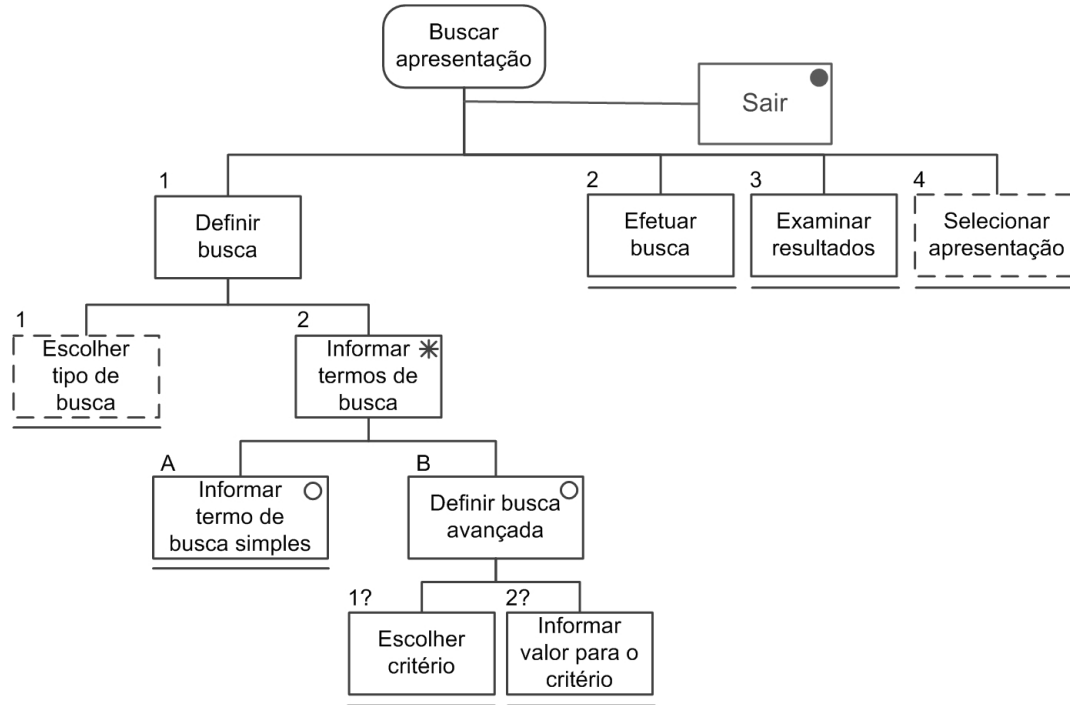 Buscar
apresentação
Sair
1
Definir
busca
2
Efetuar
busca
3
Examinar
resultados
4
Selecionar
apresentação
1
Escolher
tipo de
busca
2
Informar
termos de
busca
A
Informar
termo de
busca simples
B
Definir busca
avançada
1?
Escolher
critério
2?
Informar
valor para o
critério